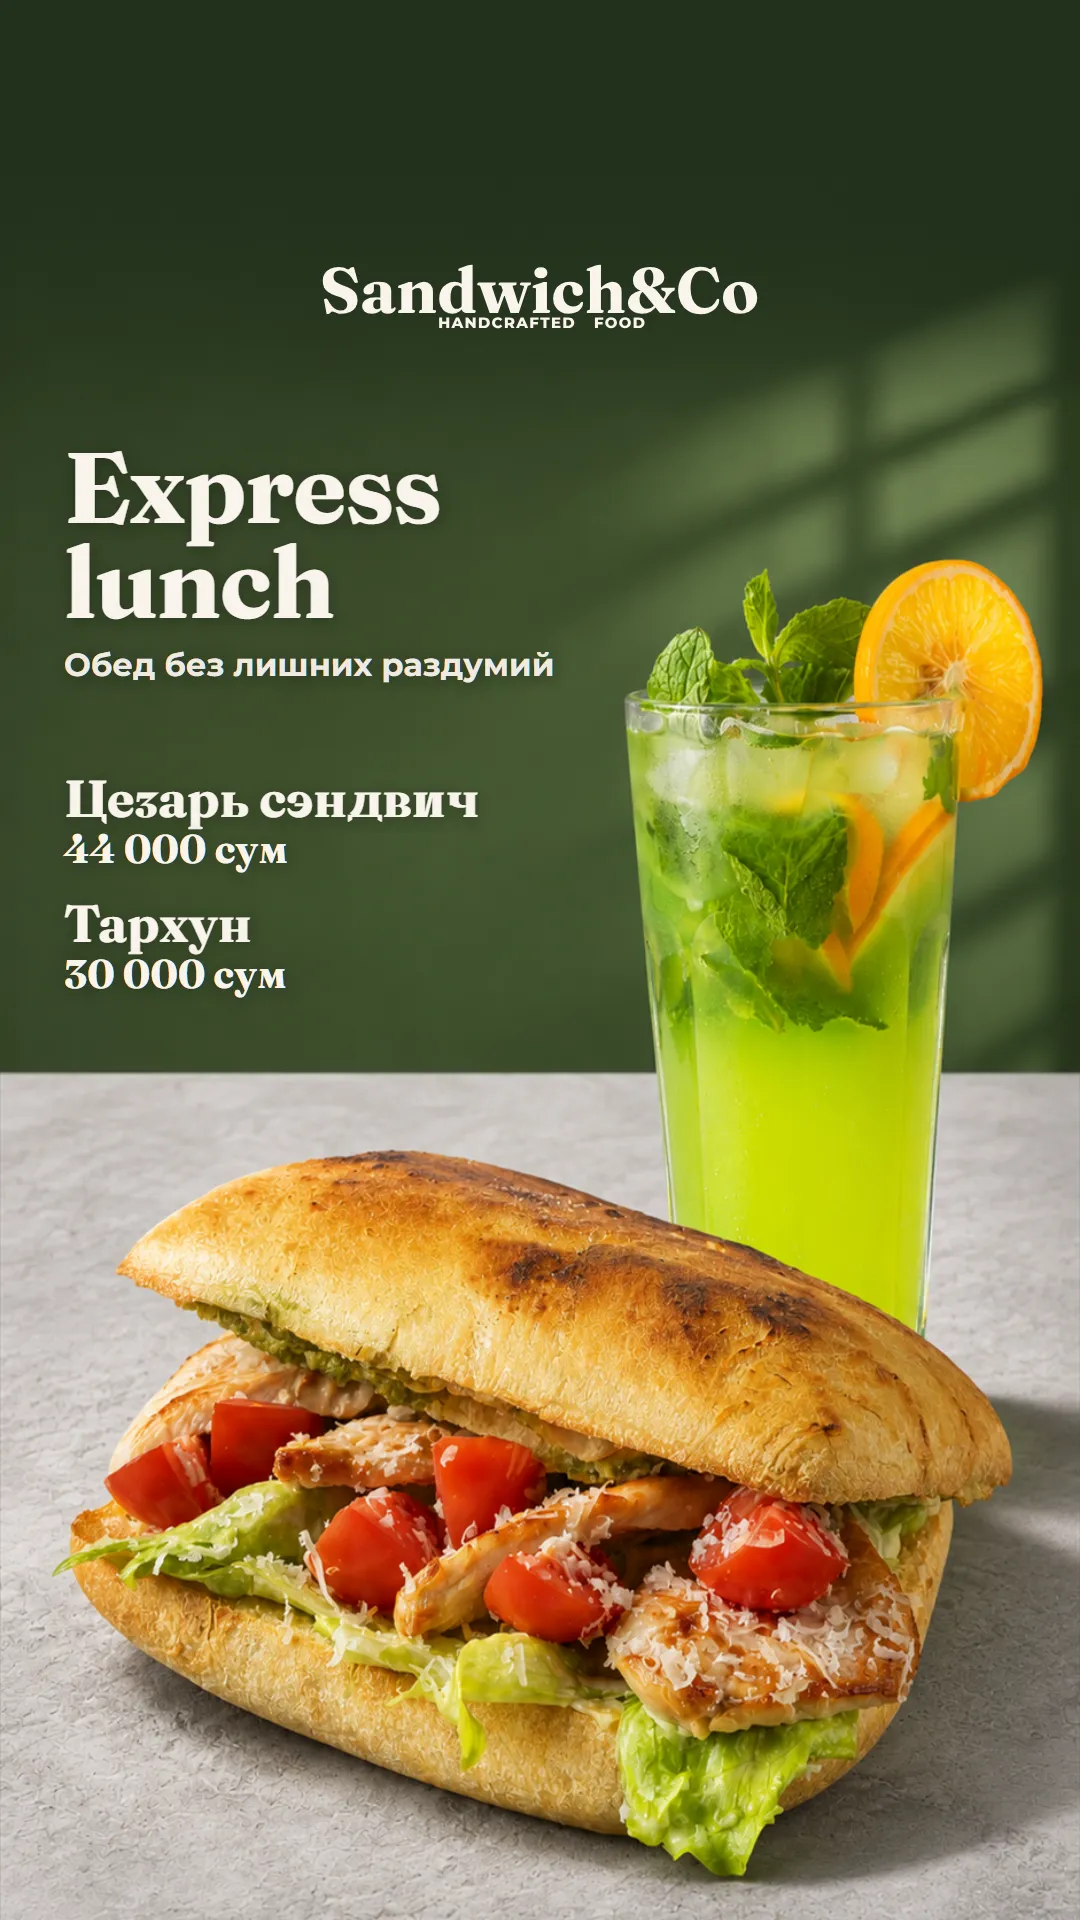 Sandwich&Co
HANDCRAFTED FOOD
Express
lunch
Обед без лишних раздумий
Цезарь сэндвич
44 000 сум
Тархун
30 000 сум